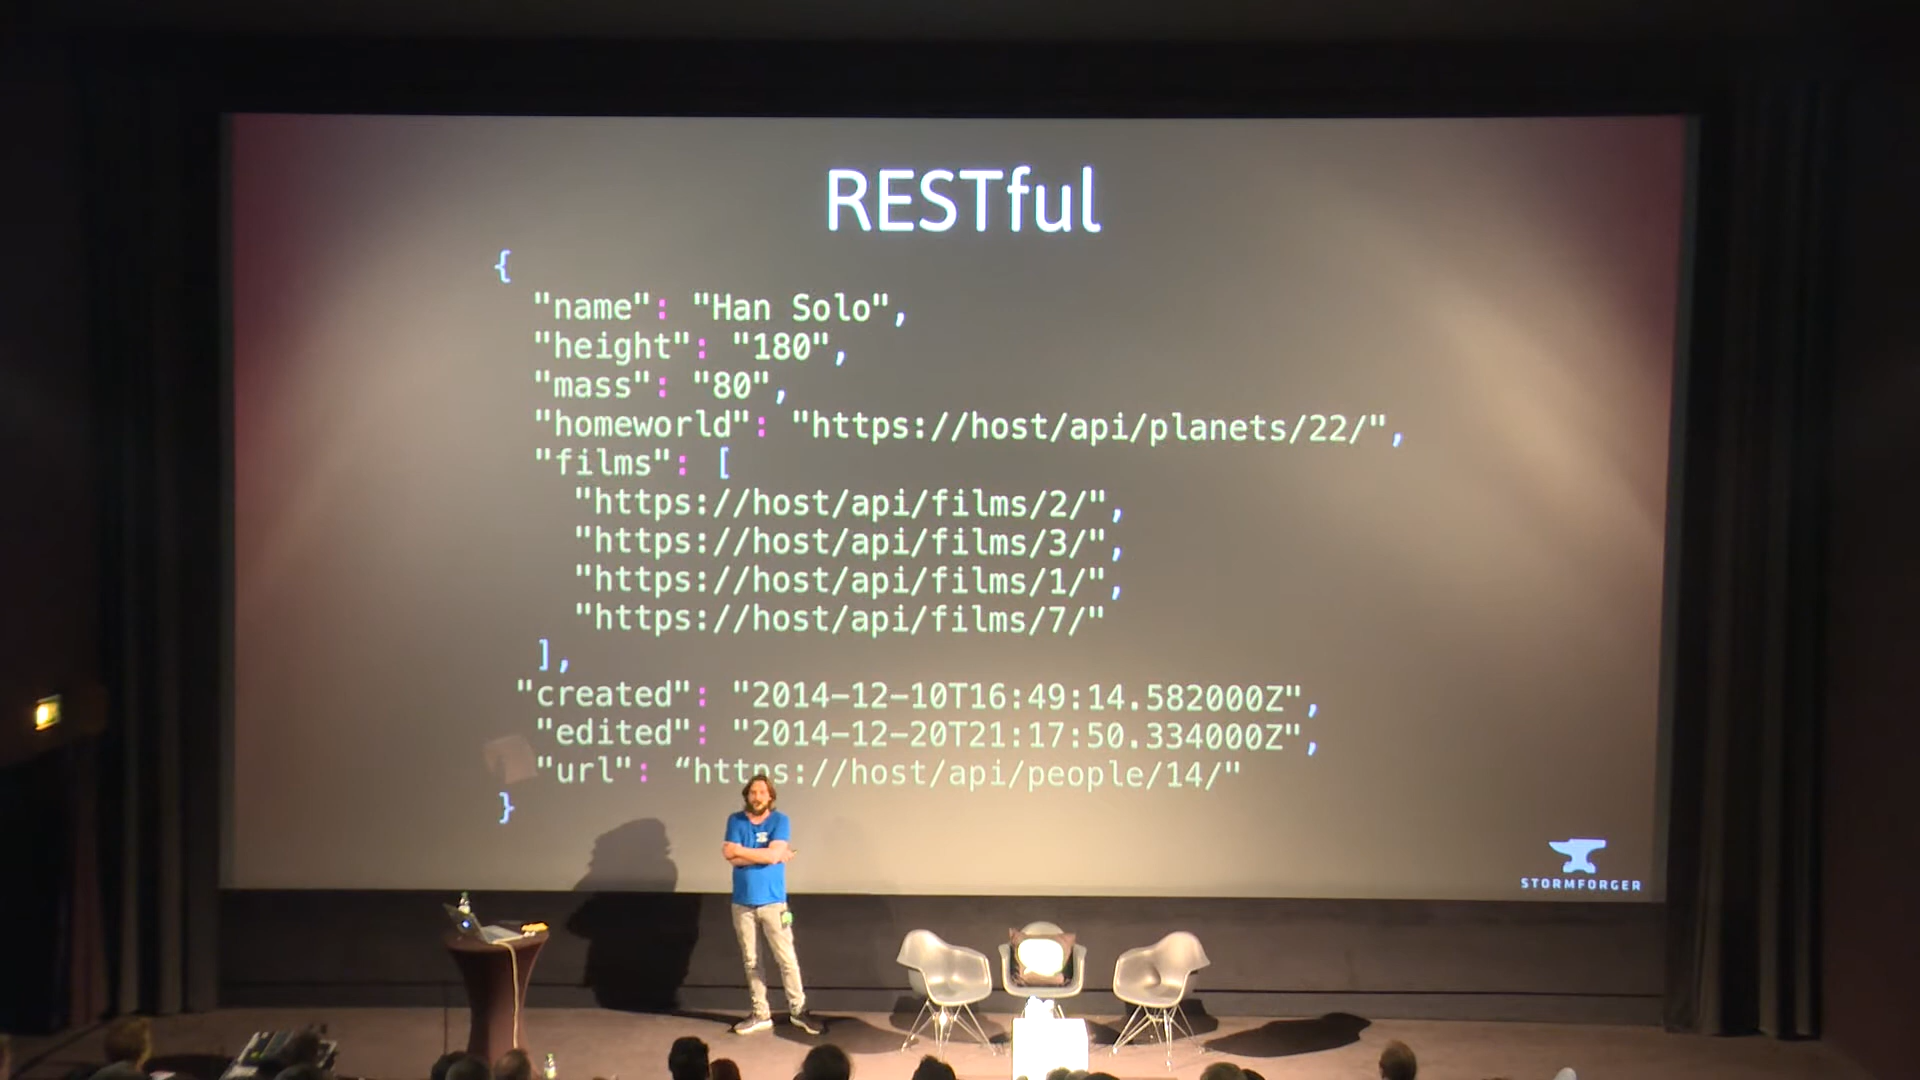 RESTful
{
"name": "Han Solo",
"height": "180",
"mass": "80",
"homeworld": "https://host/api/planets/22/",
"films": [
"https://host/api/films/2/",
"https://host/api/films/3/",
"https://host/api/films/1/",
"https://host/api/films/7/"
],
"created": "2014-12-10T16:49:14.582000Z",
"edited": "2014-12-20T21:17:50.334000Z",
"url": “https://host/api/people/14/"
}
STORMFORGER